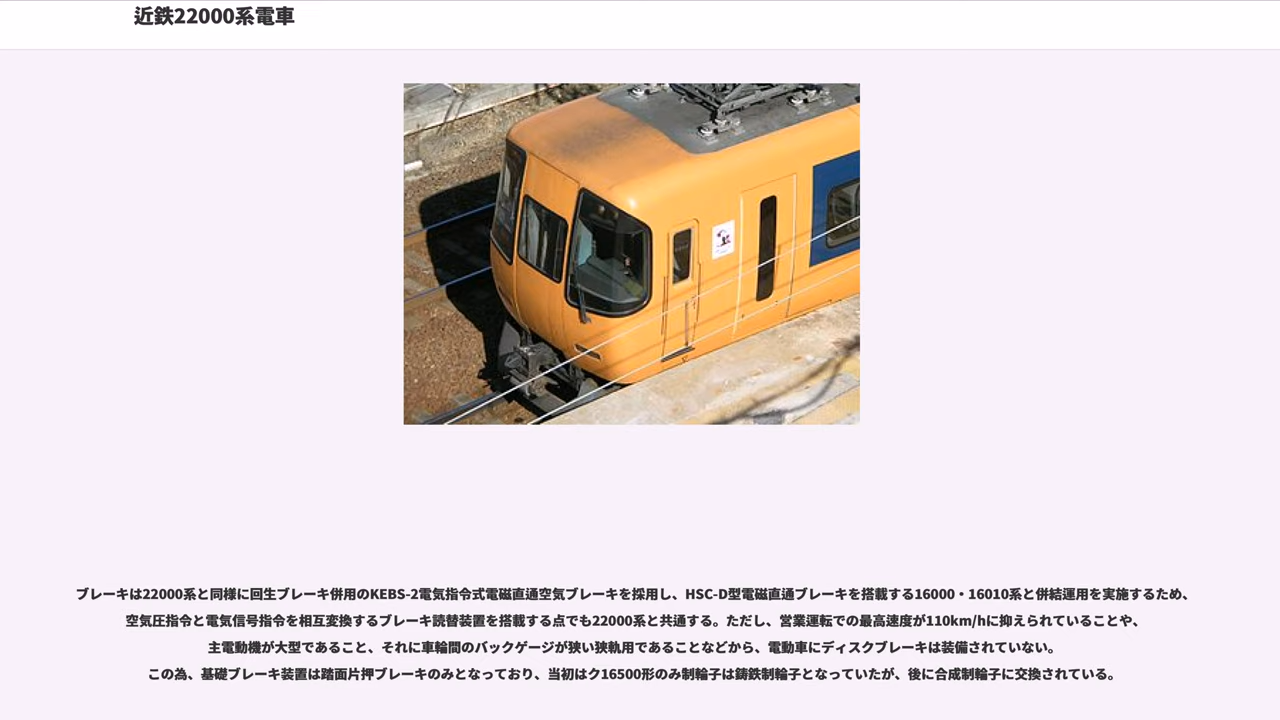 近鉄22000系電車
ブレーキは22000系と同様に回生ブレーキ併用のKEBS-2電気指令式電磁直通空気ブレーキを採用し、HSC-D型電磁直通ブレーキを搭載する16000・16010系と併結運用を実施するため、
空気圧指令と電気信号指令を相互変換するブレーキ読替装置を搭載する点でも22000系と共通する。ただし、営業運転での最高速度が110km/hに抑えられていることや、
主電動機が大型であること、それに車輪間のバックゲージが狭い狭軌用であることなどから、電動車にディスクブレーキは装備されていない。
この為、基礎ブレーキ装置は踏面片押ブレーキのみとなっており、当初はク16500形のみ制輪子は鋳鉄制輪子となっていたが、後に合成制輪子に交換されている。